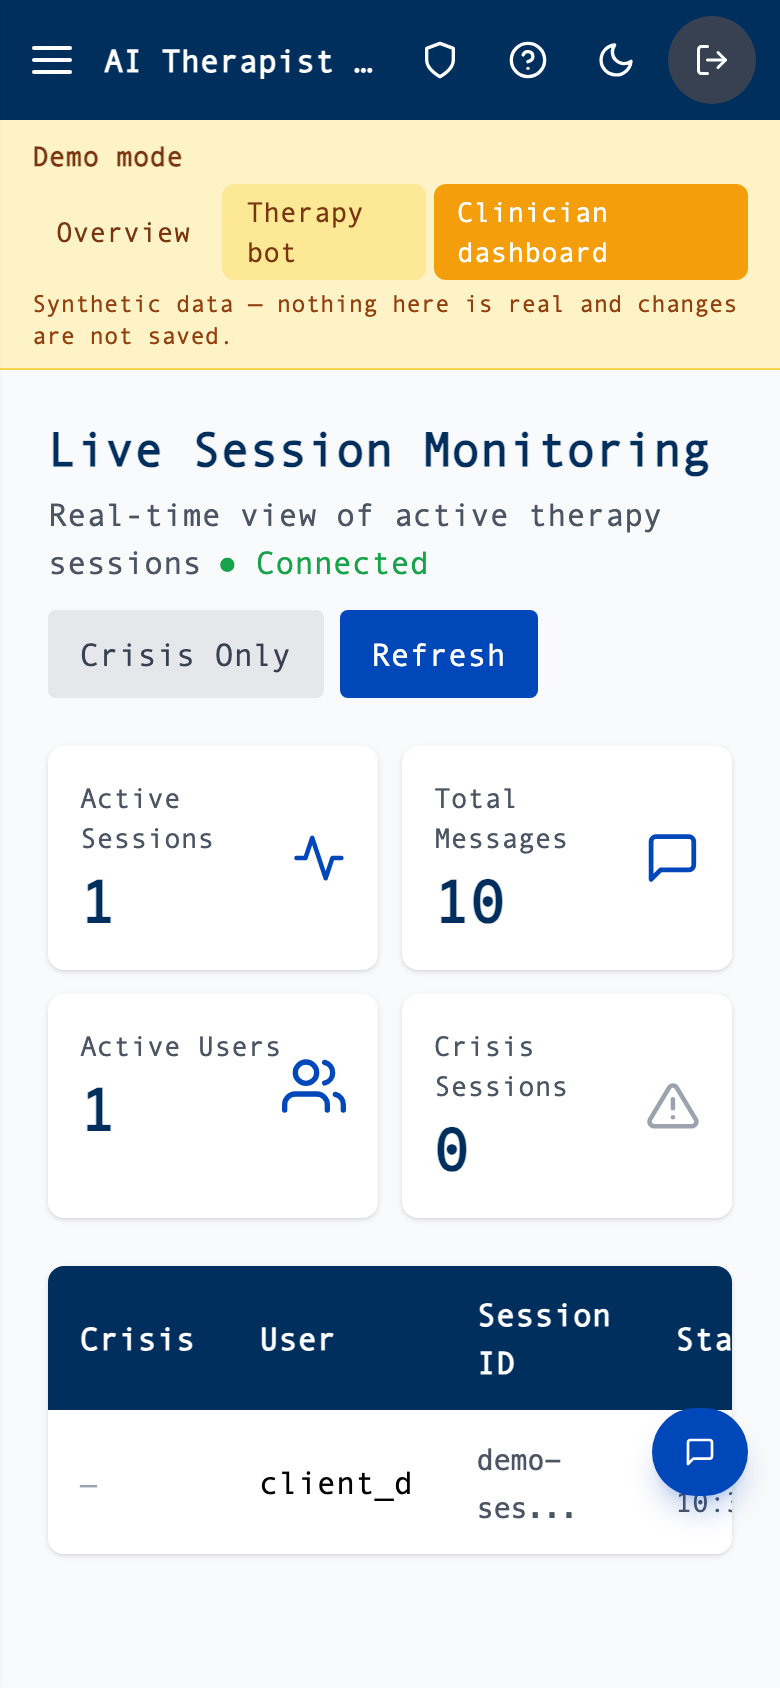 AI Therapist …
Demo mode
Overview
Therapy
bot
Clinician
dashboard
Synthetic data — nothing here is real and changes
are not saved.
Live Session Monitoring
Real-time view of active therapy
sessions ● Connected
Crisis Only
Refresh
Active
Sessions
1
Total
Messages
10
Active Users
1
Crisis
Sessions
0
Crisis
User
Session
ID
Sta
—
client_d
demo-
ses...
10: